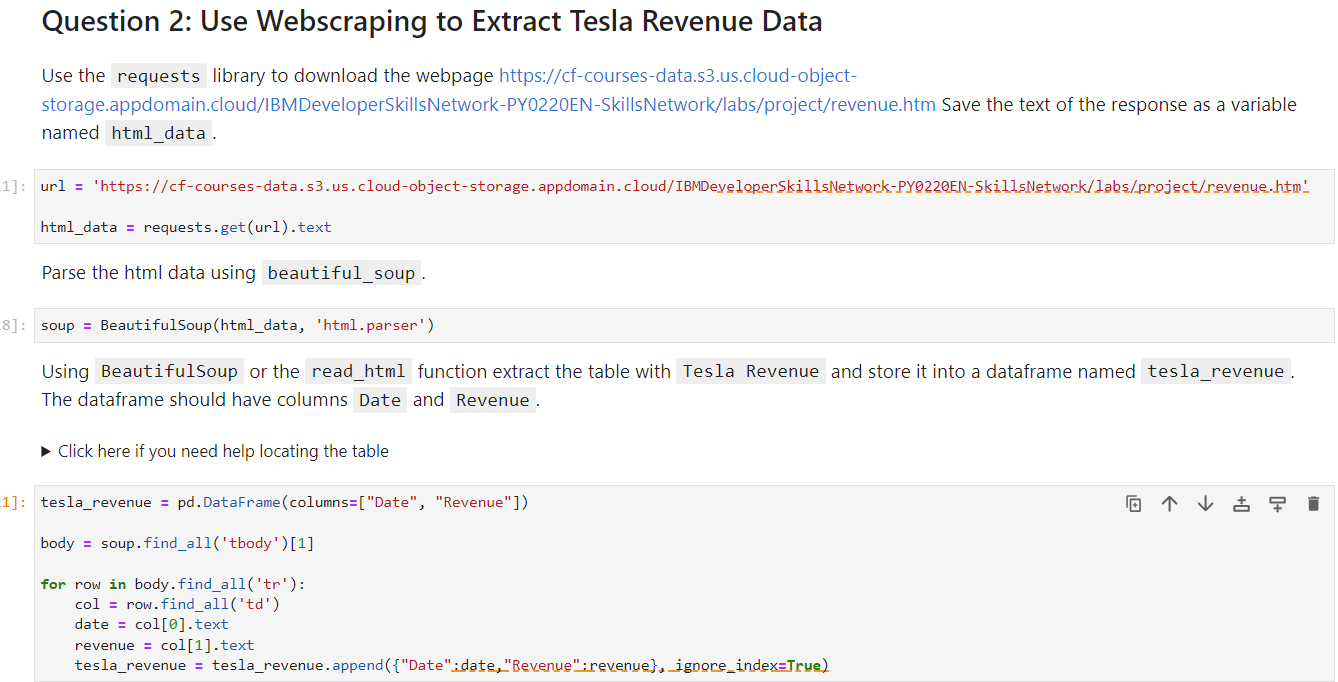 Question 2: Use Webscraping to Extract Tesla Revenue Data
Use the requests library to download the webpage https://cf-courses-data.s3.us.cloud-object-
storage.appdomain.cloud/IBMDeveloperSkillsNetwork-PY0220EN-SkillsNetwork/labs/project/revenue.htm Save the text of the response as a variable
named html_data.
1]: url = 'https://cf-courses-data.s3.us.cloud-object-storage.appdomain.cloud/IBMDeveloperSkillsNetwork-PY0220EN-SkillsNetwork/labs/project/revenue.htm'
html_data = requests.get(url).text
Parse the html data using beautiful_soup.
8]: soup = BeautifulSoup(html_data, 'html.parser')
Using BeautifulSoup or the read_html function extract the table with Tesla Revenue and store it into a dataframe named tesla_revenue.
The dataframe should have columns Date and Revenue.
▶ Click here if you need help locating the table
1]: tesla_revenue = pd.DataFrame(columns=["Date", "Revenue"])
body = soup.find_all('tbody')[1]
for row in body.find_all('tr'):
    col = row.find_all('td')
    date = col[0].text
    revenue = col[1].text
    tesla_revenue = tesla_revenue.append({"Date":date,"Revenue":revenue}, ignore_index=True)